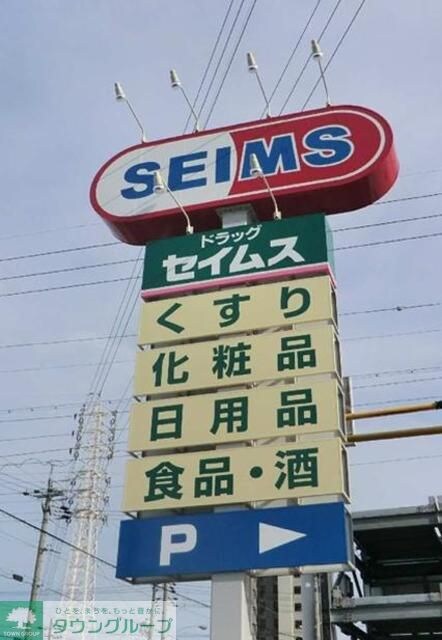 SEIMS
ドラッグ
セイムス
くすり
化粧品
日用品
食品・酒
P
ひとを、まちを、もっと笑顔に。
タウングループ
TOWN GROUP